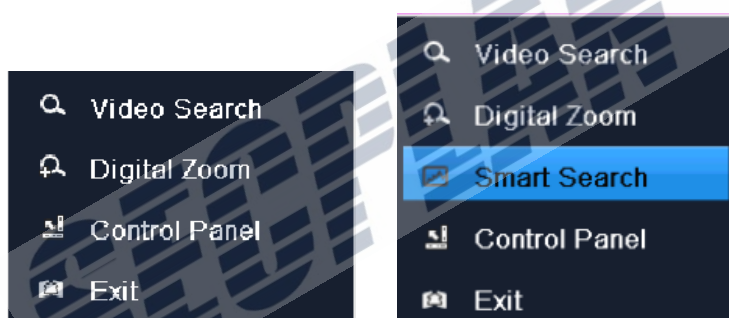 Video Search
Digital Zoom
Control Panel
Exit
Video Search
Digital Zoom
Smart Search
Control Panel
Exit